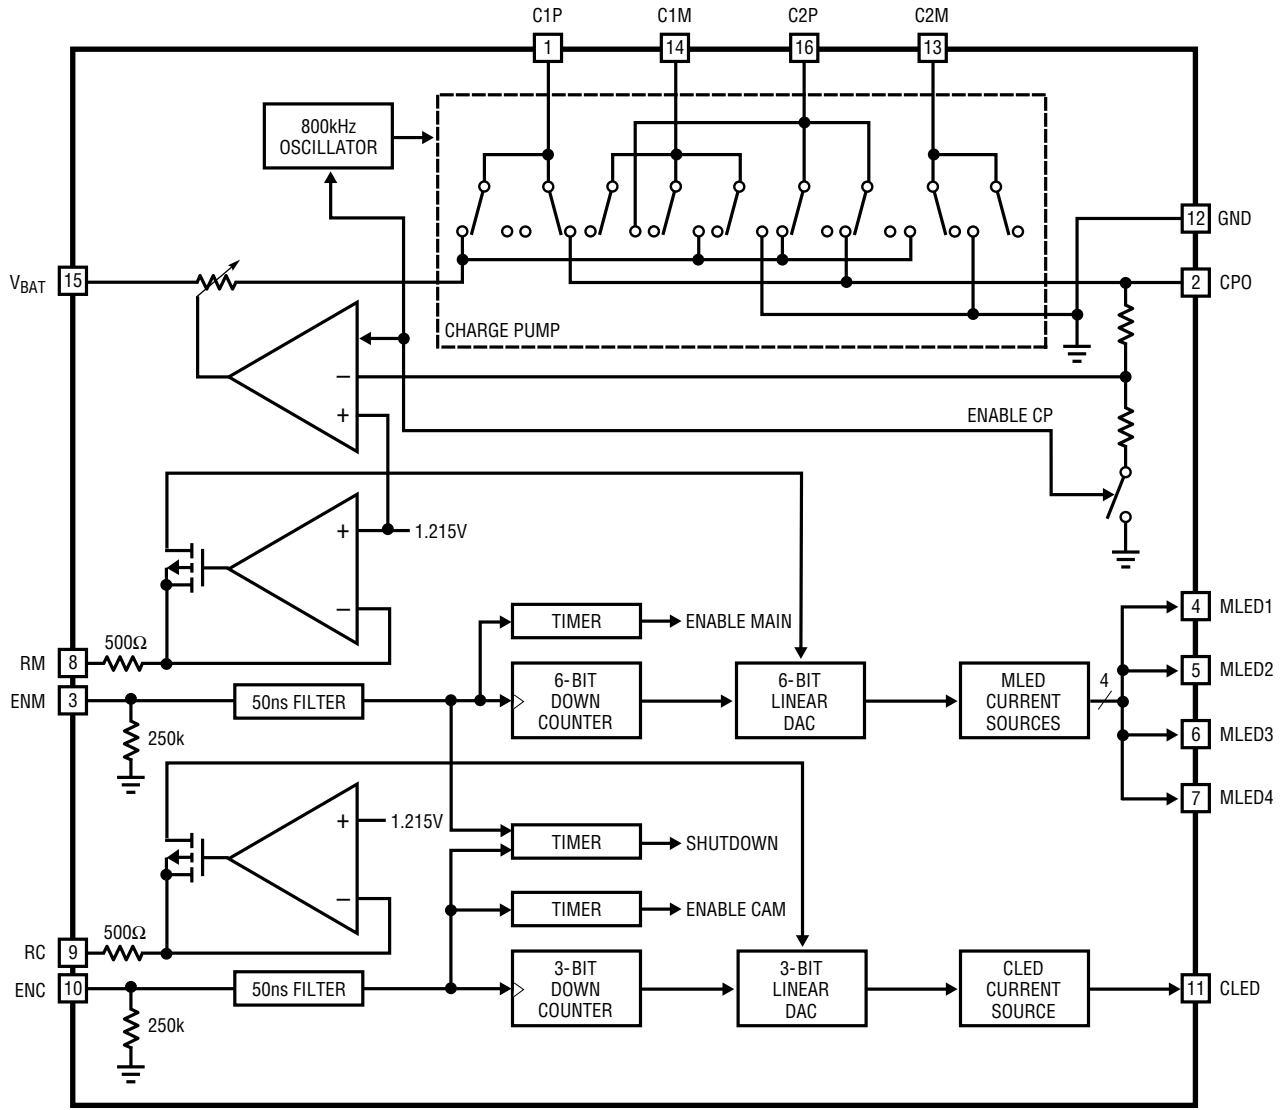 C1P
C1M
C2P
C2M
1
14
16
13
800kHz
OSCILLATOR
12
GND
VBAT
15
2
CPO
CHARGE PUMP
–
+
ENABLE CP
+
1.215V
–
4
MLED1
TIMER
ENABLE MAIN
500Ω
RM
8
5
MLED2
6-BIT
DOWN
COUNTER
6-BIT
LINEAR
DAC
MLED
CURRENT
SOURCES
4
ENM
3
50ns FILTER
250k
6
MLED3
7
MLED4
+
1.215V
–
TIMER
SHUTDOWN
TIMER
ENABLE CAM
500Ω
RC
9
ENC
10
50ns FILTER
250k
3-BIT
DOWN
COUNTER
3-BIT
LINEAR
DAC
CLED
CURRENT
SOURCE
11
CLED